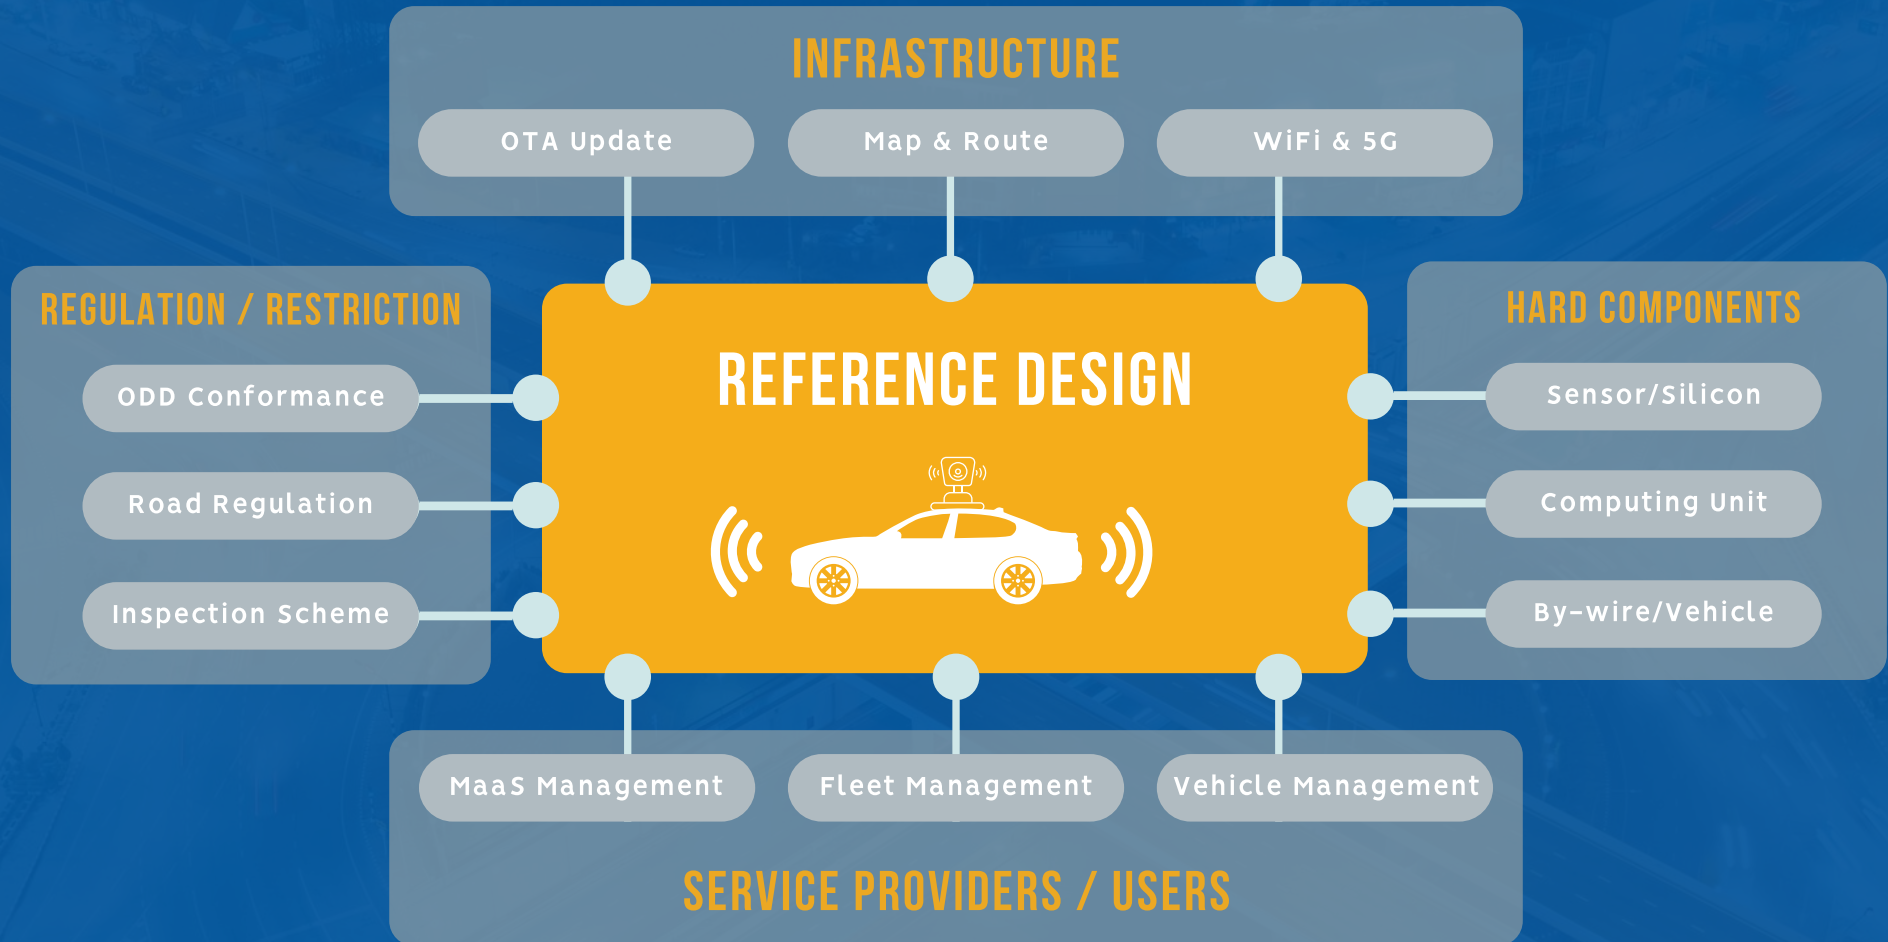 INFRASTRUCTURE
OTA Update
Map & Route
WiFi & 5G
REGULATION / RESTRICTION
ODD Conformance
Road Regulation
Inspection Scheme
REFERENCE DESIGN
HARD COMPONENTS
Sensor/Silicon
Computing Unit
By-wire/Vehicle
MaaS Management
Fleet Management
Vehicle Management
SERVICE PROVIDERS / USERS